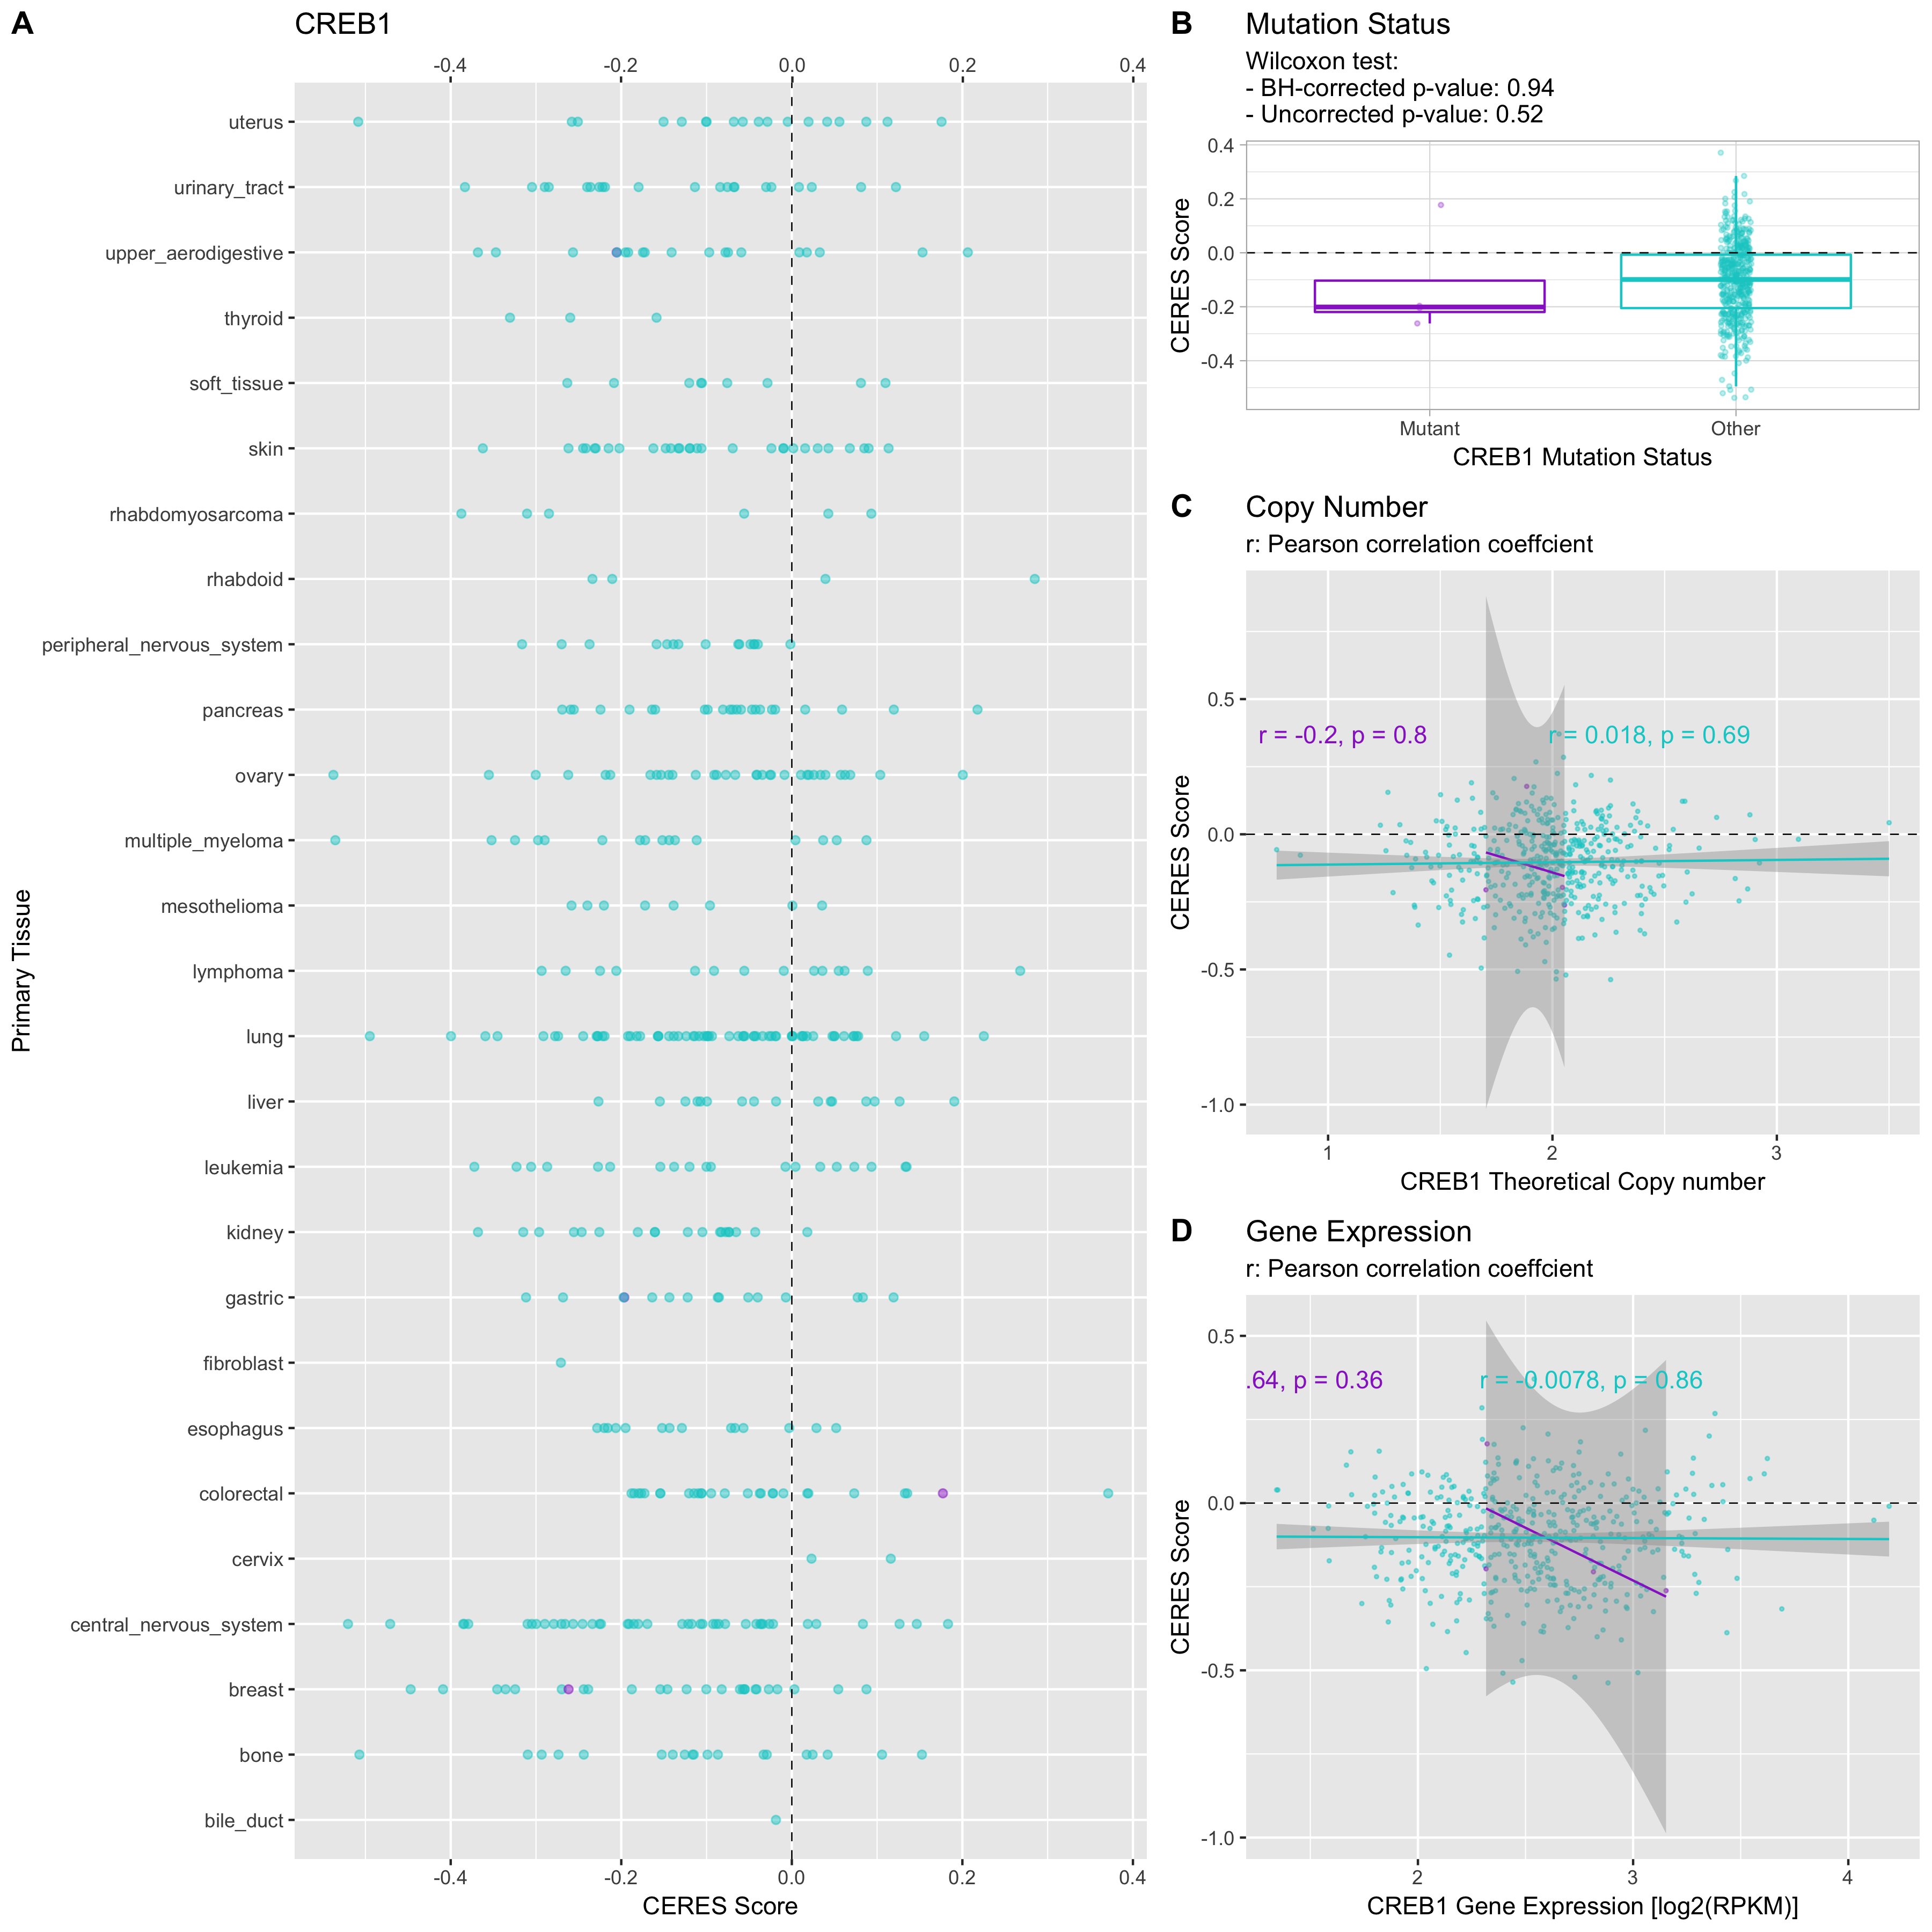 A
CREB1
-0.4 -0.2 0.0 0.2 0.4
Primary Tissue
uterus
urinary_tract
upper_aerodigestive
thyroid
soft_tissue
skin
rhabdomyosarcoma
rhabdoid
peripheral_nervous_system
pancreas
ovary
multiple_myeloma
mesothelioma
lymphoma
lung
liver
leukemia
kidney
gastric
fibroblast
esophagus
colorectal
cervix
central_nervous_system
breast
bone
bile_duct
-0.4 -0.2 0.0 0.2 0.4
CERES Score
B
Mutation Status
Wilcoxon test:
- BH-corrected p-value: 0.94
- Uncorrected p-value: 0.52
CERES Score
0.4
0.2
0.0
-0.2
-0.4
Mutant Other
CREB1 Mutation Status
C
Copy Number
r: Pearson correlation coeffcient
CERES Score
0.5
0.0
-0.5
-1.0
r = -0.2, p = 0.8 r = 0.018, p = 0.69
1 2 3
CREB1 Theoretical Copy number
D
Gene Expression
r: Pearson correlation coeffcient
CERES Score
0.5
0.0
-0.5
-1.0
.64, p = 0.36 r = -0.0078, p = 0.86
2 3 4
CREB1 Gene Expression [log2(RPKM)]